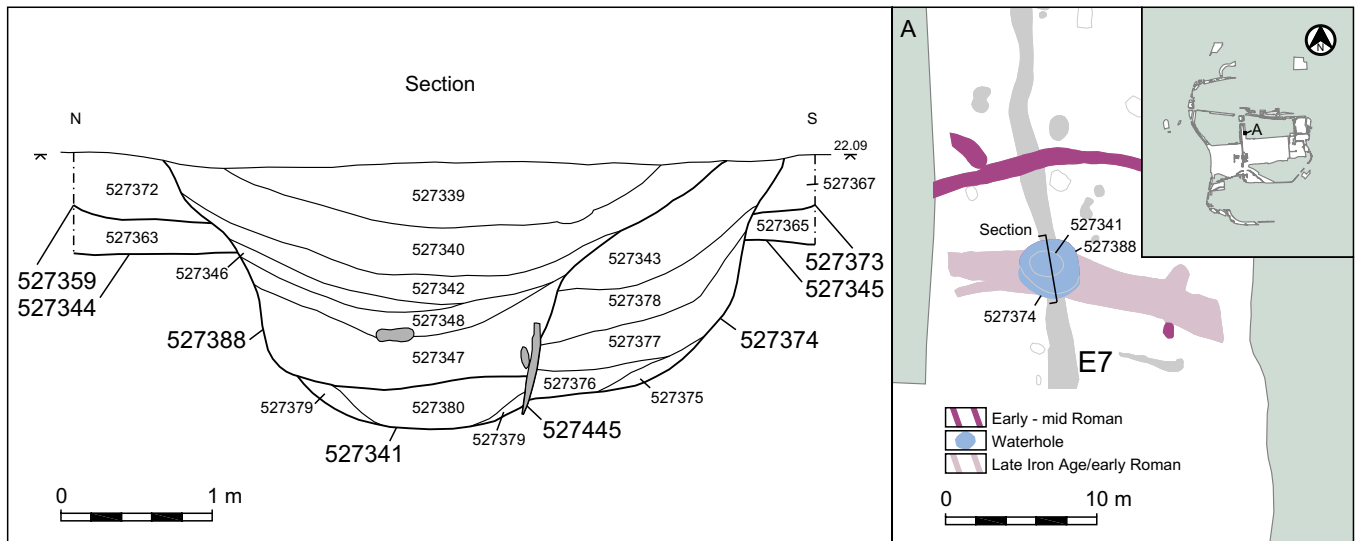 Section
N
S
22.09
527372
527339
527367
527363
527340
527365
527346
527343
527359
527344
527342
527373
527345
527378
527348
527388
527374
527377
527347
527376
527375
527379
527380
527379
527445
527341
0
1 m
A
N
A
Section
527341
527388
527374
E7
Early - mid Roman
Waterhole
Late Iron Age/early Roman
0
10 m